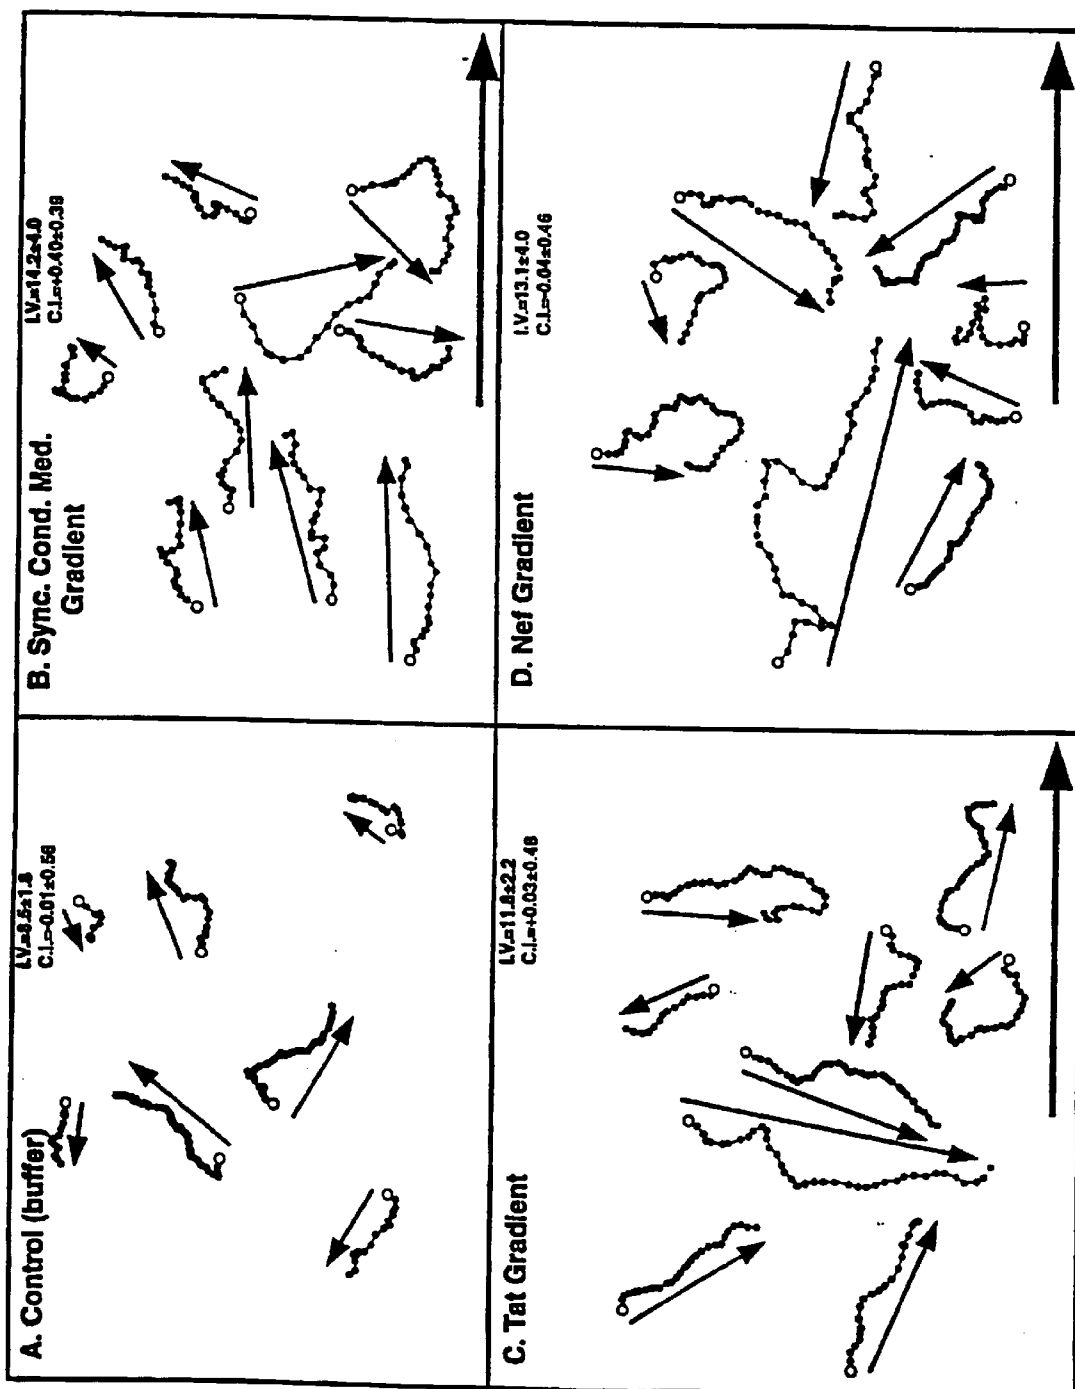 A. Control (buffer)
I.V.=8.5±1.8
C.I.=-0.01±0.56
B. Sync. Cond. Med.
Gradient
I.V.=14.2±4.0
C.I.=+0.40±0.39
C. Tat Gradient
I.V.=11.8±2.2
C.I.=+0.03±0.48
D. Nef Gradient
I.V.=13.1±4.0
C.I.=-0.04±0.46